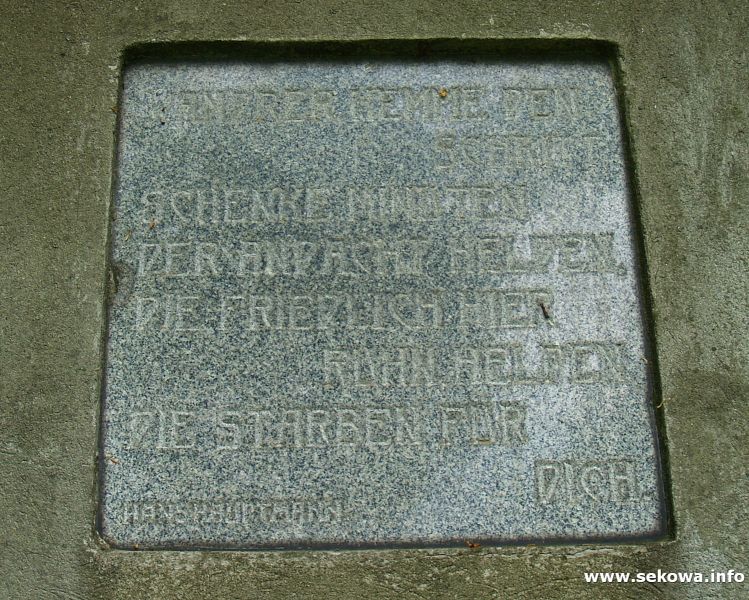 WANDRER, HEMME DEN
SCHRITT.
SCHENKE MINUTEN
DER ANDACHT HELDEN,
DIE FRIEDLICH HIER
RUHN. HELDEN,
DIE STARBEN FÜR
DICH.
HANS HAUPTMANN
www.sekowa.info